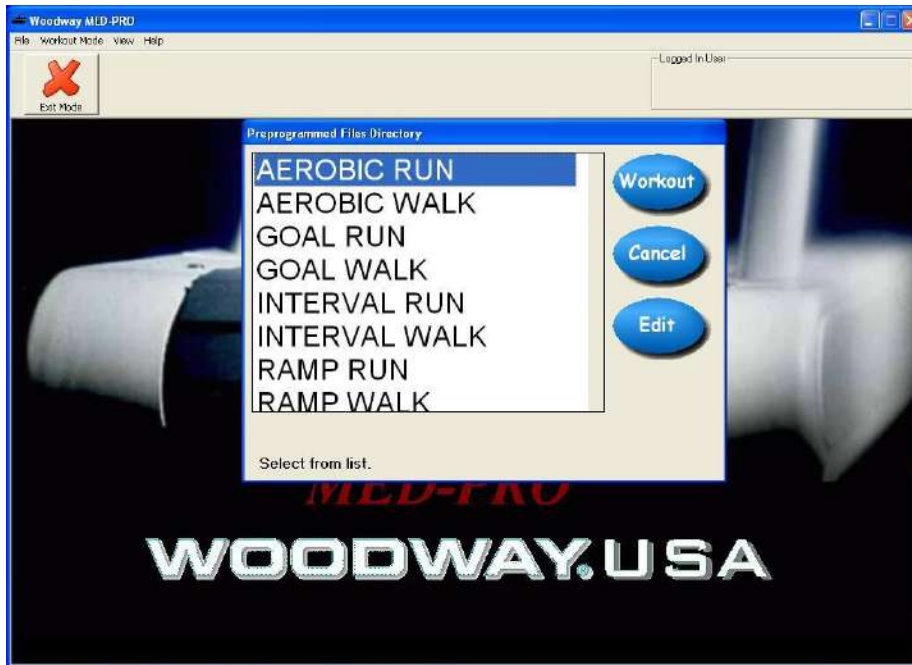 Woodway MED-PRO
File Workout Mode View Help
Exit Mode
Logged In User
Preprogrammed Files Directory
AEROBIC RUN
AEROBIC WALK
GOAL RUN
GOAL WALK
INTERVAL RUN
INTERVAL WALK
RAMP RUN
RAMP WALK
Workout
Cancel
Edit
Select from list.
MED-PRO
WOODWAY.USA